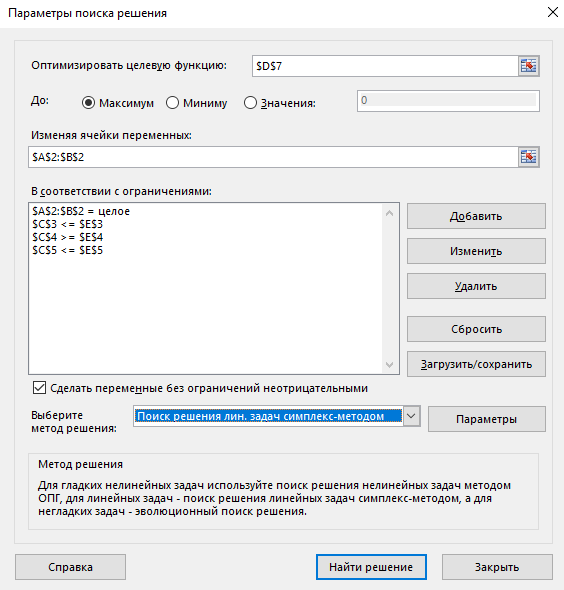 Параметры поиска решения
Оптимизировать целевую функцию:
$D$7
До:
Максимум
Миниму
Значения:
0
Изменяя ячейки переменных:
$A$2:$B$2
В соответствии с ограничениями:
$A$2:$B$2 = целое
$C$3 <= $E$3
$C$4 >= $E$4
$C$5 <= $E$5
Добавить
Изменить
Удалить
Сбросить
Загрузить/сохранить
Сделать переменные без ограничений неотрицательными
Выберите
метод решения:
Поиск решения лин. задач симплекс-методом
Параметры
Метод решения
Для гладких нелинейных задач используйте поиск решения нелинейных задач методом
ОПГ, для линейных задач - поиск решения линейных задач симплекс-методом, а для
негладких задач - эволюционный поиск решения.
Справка
Найти решение
Закрыть